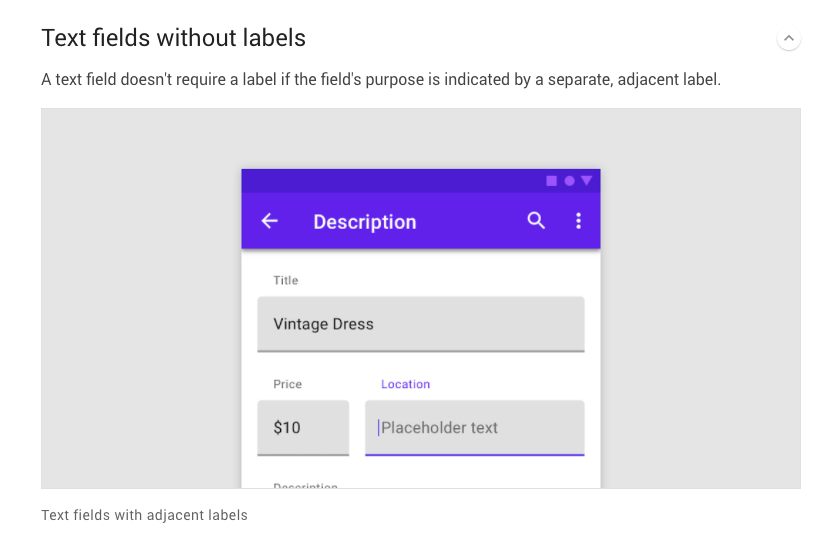 Text fields without labels
A text field doesn't require a label if the field's purpose is indicated by a separate, adjacent label.
Description
Title
Vintage Dress
Price Location
$10 Placeholder text
Description
Text fields with adjacent labels